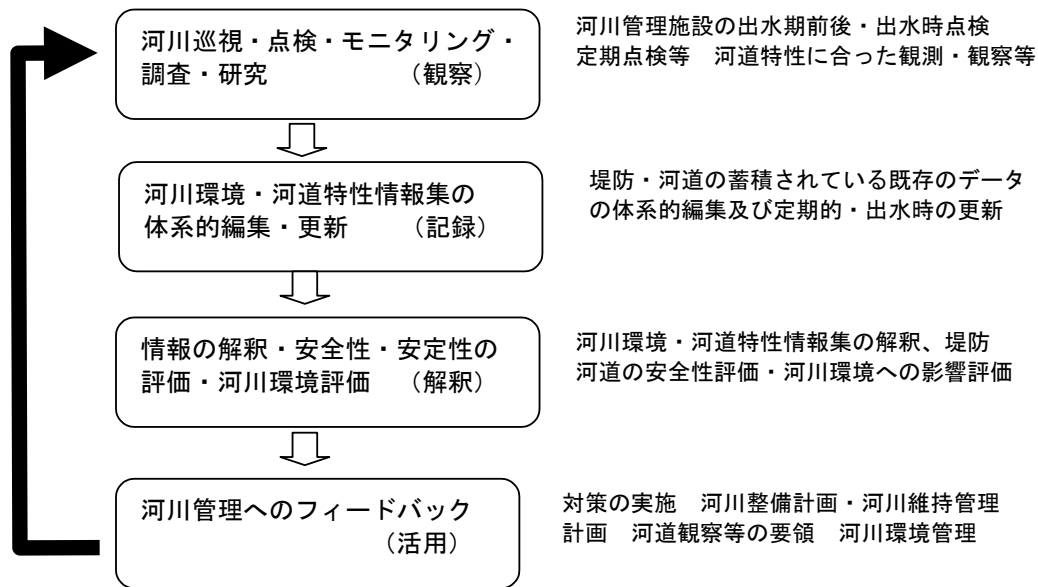 河川巡視・点検・モニタリング・
調査・研究　　　　（観察）
河川管理施設の出水期前後・出水時点検
定期点検等　河道特性に合った観測・観察等
河川環境・河道特性情報集の
体系的編集・更新　　（記録）
堤防・河道の蓄積されている既存のデータ
の体系的編集及び定期的・出水時の更新
情報の解釈・安全性・安定性の
評価・河川環境評価　（解釈）
河川環境・河道特性情報集の解釈、堤防
河道の安全性評価・河川環境への影響評価
河川管理へのフィードバック
（活用）
対策の実施　河川整備計画・河川維持管理
計画　河道観察等の要領　河川環境管理